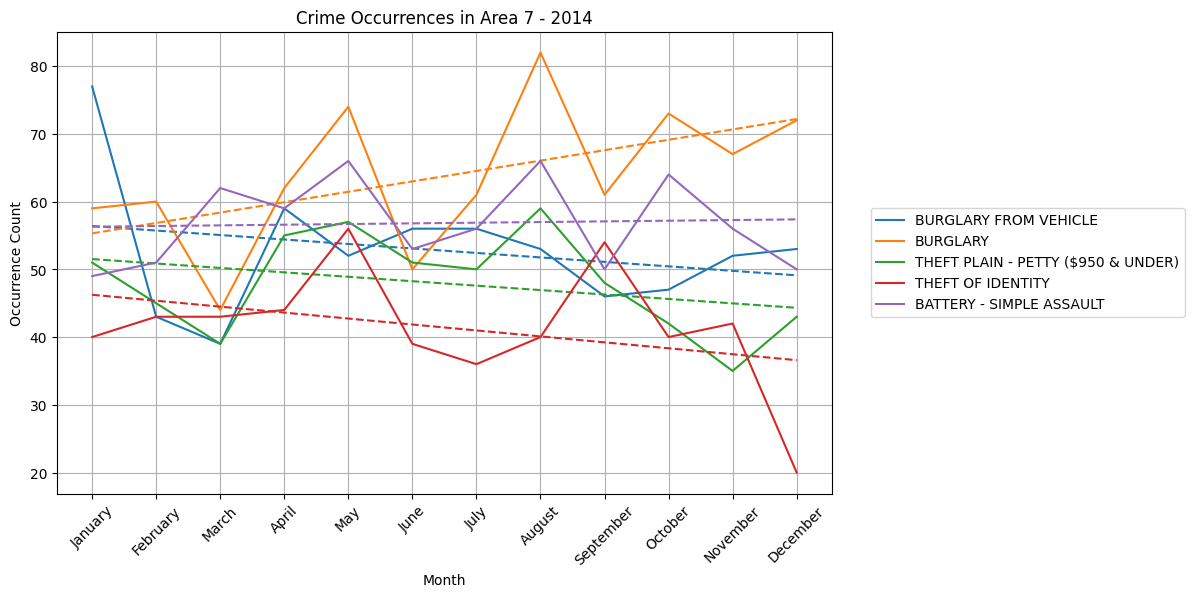 Crime Occurrences in Area 7 - 2014
Occurrence Count
80
70
60
50
40
30
20
January
February
March
April
May
June
July
August
September
October
November
December
Month
BURGLARY FROM VEHICLE
BURGLARY
THEFT PLAIN - PETTY ($950 & UNDER)
THEFT OF IDENTITY
BATTERY - SIMPLE ASSAULT